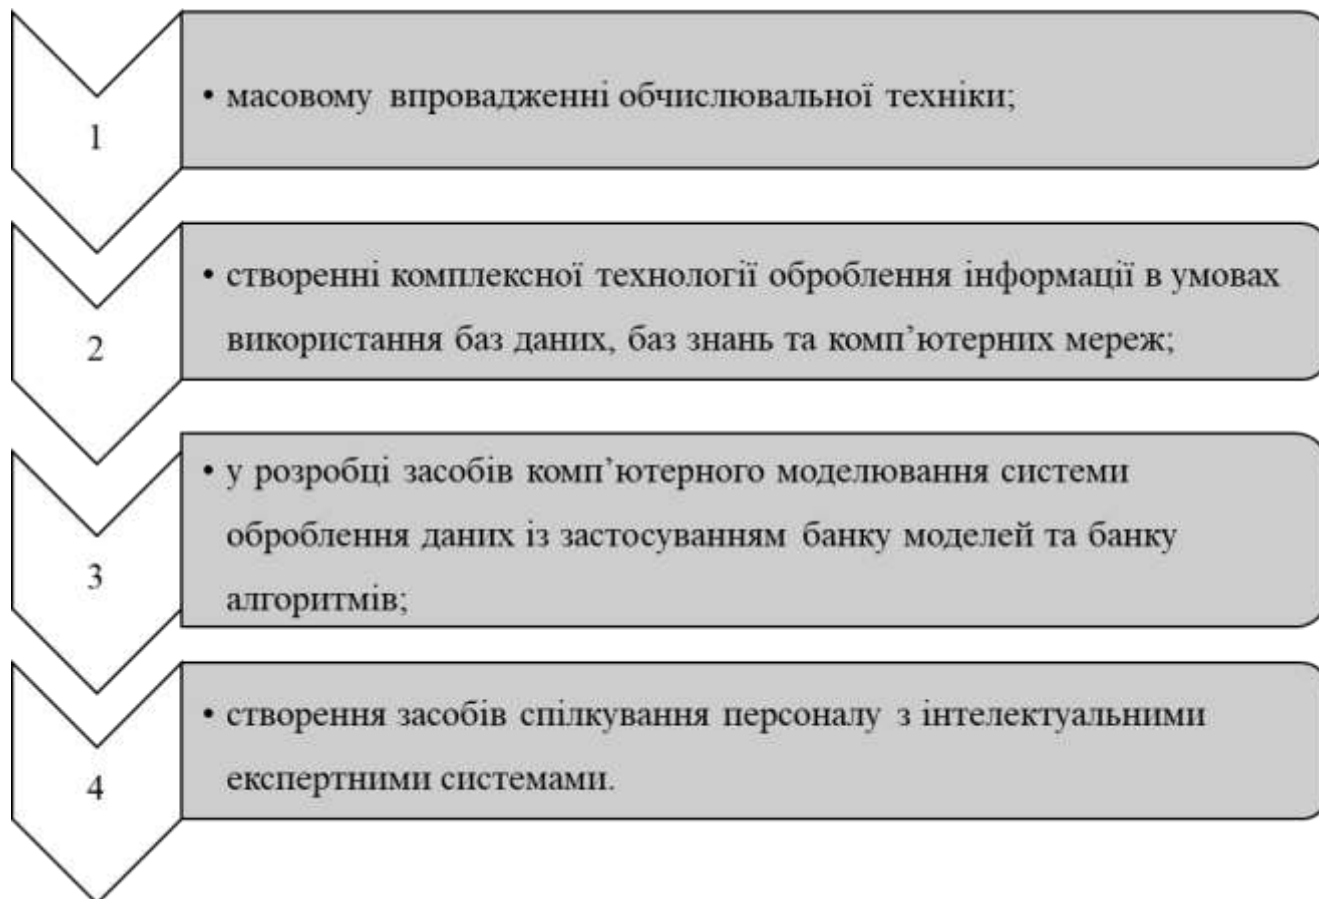 1
• масовому впровадженні обчислювальної техніки;
2
• створенні комплексної технології оброблення інформації в умовах
використання баз даних, баз знань та комп’ютерних мереж;
3
• у розробці засобів комп’ютерного моделювання системи
оброблення даних із застосуванням банку моделей та банку
алгоритмів;
4
• створення засобів спілкування персоналу з інтелектуальними
експертними системами.